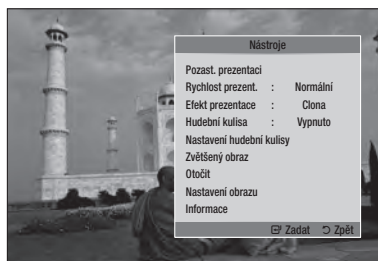 Nástroje
Pozast. prezentaci
Rychlost prezent. : Normální
Efekt prezentace : Clona
Hudební kulisa : Vypnuto
Nastavení hudební kulisy
Zvětšený obraz
Otočit
Nastavení obrazu
Informace
Zadat Zpět